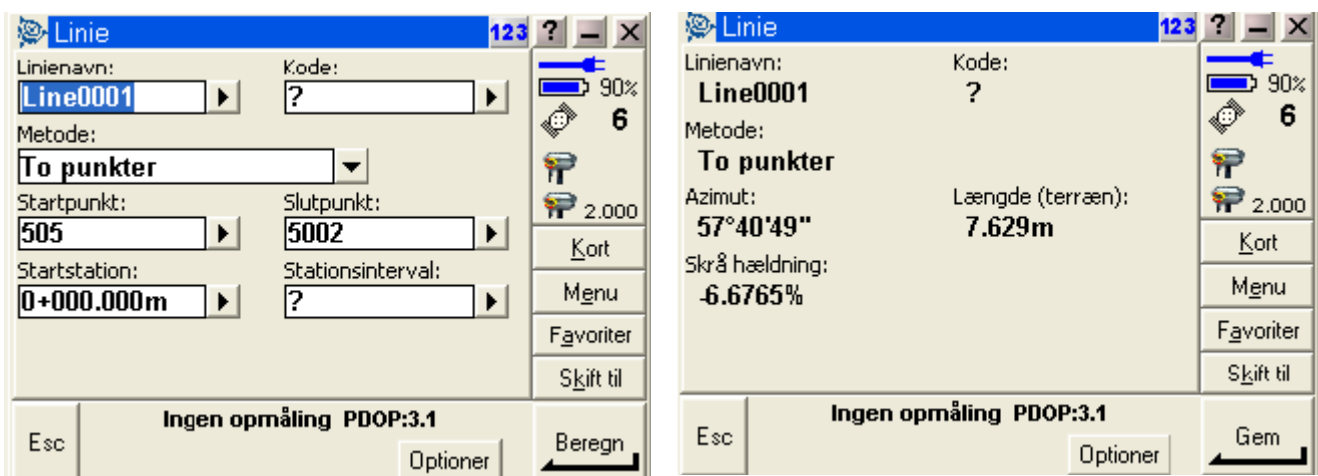 Linie 123 ?
Linienavn: Kode:
Line0001 ?
90%
6
Metode:
To punkter
Startpunkt: Slutpunkt:
505 5002
2.000
Startstation: Stationsinterval:
0+000.000m ?
Kort
Menu
Favoriter
Skift til
Esc
Ingen opmåling PDOP:3.1
Optioner
Beregn
Linie 123 ?
Linienavn: Kode:
Line0001 ?
90%
6
Metode:
To punkter
Azimut: Længde (terræn):
57°40'49" 7.629m
2.000
Skrå hældning:
-6.6765%
Kort
Menu
Favoriter
Skift til
Esc
Ingen opmåling PDOP:3.1
Optioner
Gem